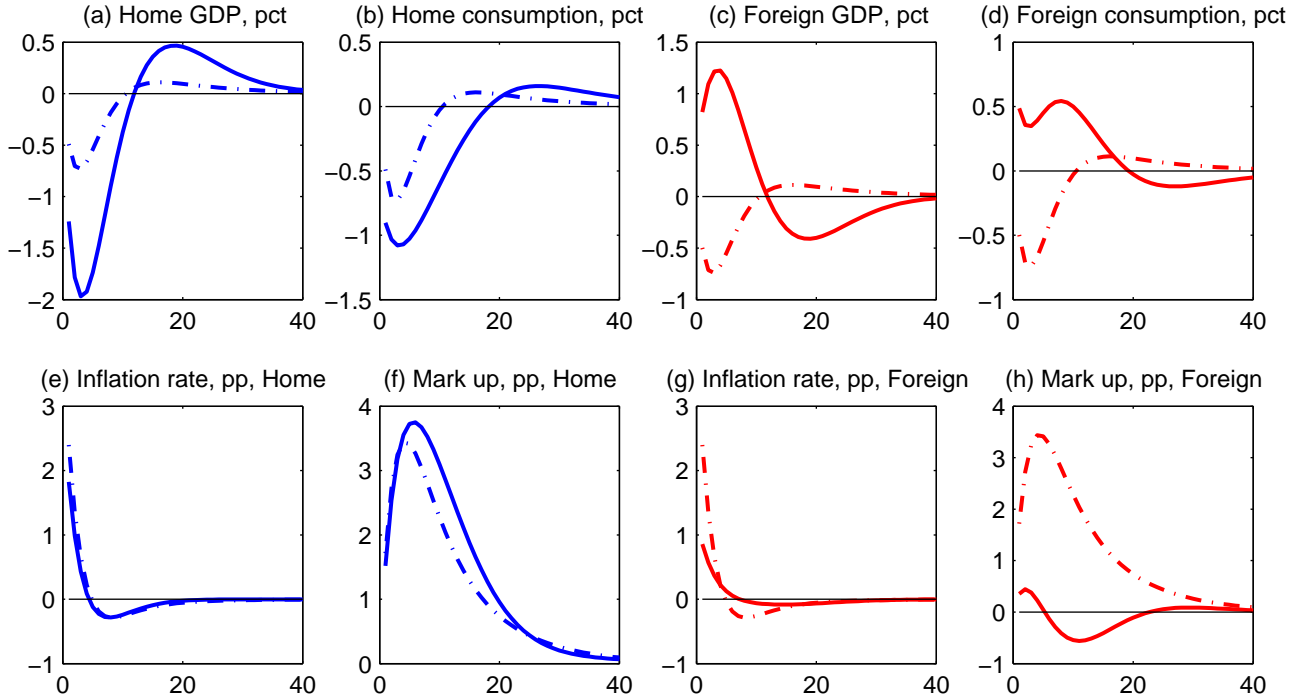 (a) Home GDP, pct
0.5
0
−0.5
−1
−1.5
−2
0 20 40
(b) Home consumption, pct
0.5
0
−0.5
−1
−1.5
0 20 40
(c) Foreign GDP, pct
1.5
1
0.5
0
−0.5
−1
0 20 40
(d) Foreign consumption, pct
1
0.5
0
−0.5
−1
0 20 40
(e) Inflation rate, pp, Home
3
2
1
0
−1
0 20 40
(f) Mark up, pp, Home
4
3
2
1
0
0 20 40
(g) Inflation rate, pp, Foreign
3
2
1
0
−1
0 20 40
(h) Mark up, pp, Foreign
4
3
2
1
0
−1
0 20 40